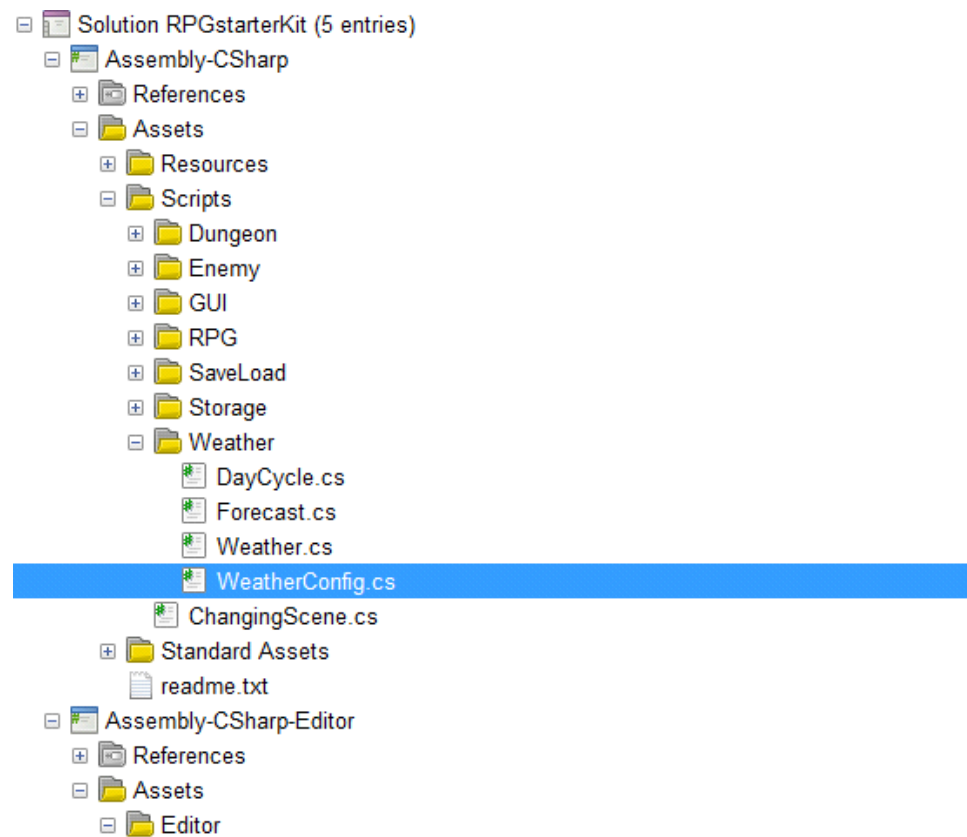 Solution RPGstarterKit (5 entries)
Assembly-CSharp
References
Assets
Resources
Scripts
Dungeon
Enemy
GUI
RPG
SaveLoad
Storage
Weather
DayCycle.cs
Forecast.cs
Weather.cs
WeatherConfig.cs
ChangingScene.cs
Standard Assets
readme.txt
Assembly-CSharp-Editor
References
Assets
Editor